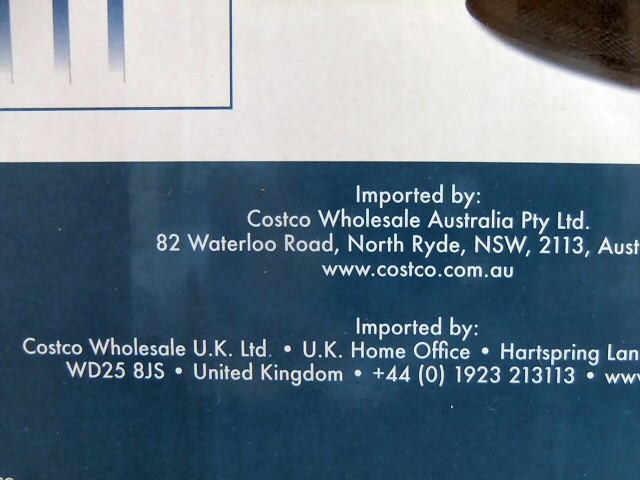 Imported by:
Costco Wholesale Australia Pty Ltd.
82 Waterloo Road, North Ryde, NSW, 2113,
www.costco.com.au
Imported by:
Costco Wholesale U.K. Ltd. • U.K. Home Office • Hartspring
WD25 8JS • United Kingdom • +44 (0) 1923 213113 •